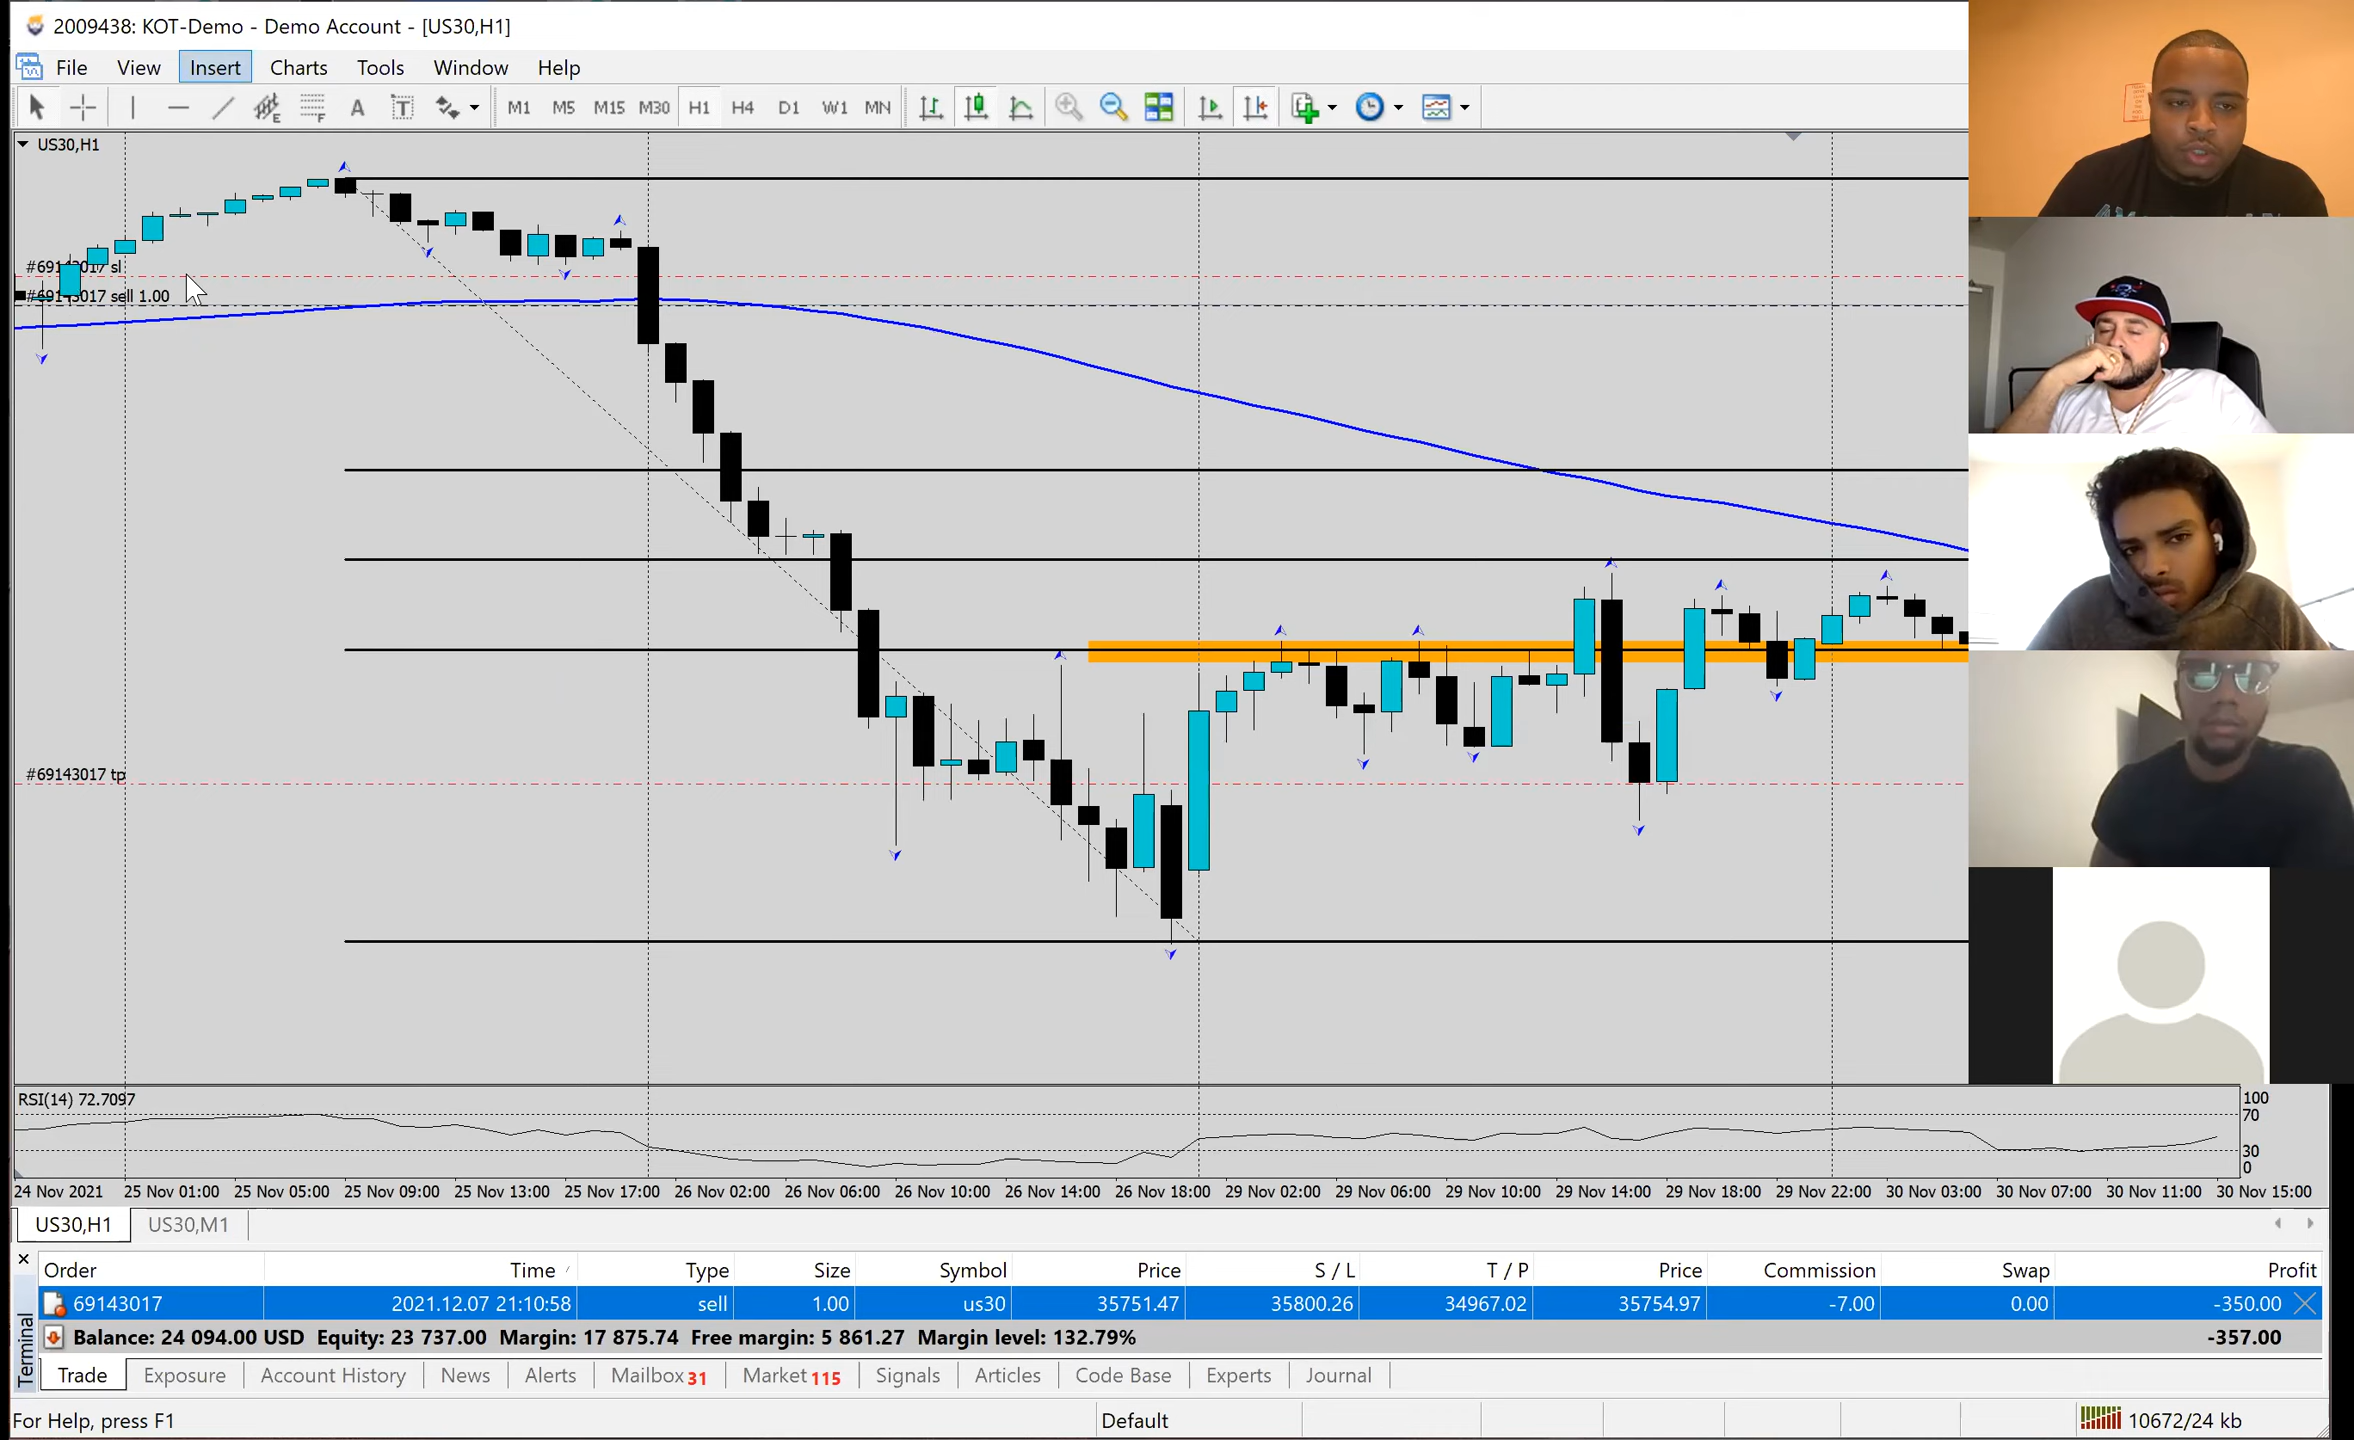 2009438: KOT-Demo - Demo Account - [US30,H1]
File View Insert Charts Tools Window Help
A T M1 M5 M15 M30 H1 H4 D1 W1 MN
US30,H1
#69143017 sl
#69143017 sell 1.00
#69143017 tp
RSI(14) 72.7097
100
70
30
0
24 Nov 2021 25 Nov 01:00 25 Nov 05:00 25 Nov 09:00 25 Nov 13:00 25 Nov 17:00 26 Nov 02:00 26 Nov 06:00 26 Nov 10:00 26 Nov 14:00 26 Nov 18:00 29 Nov 02:00 29 Nov 06:00 29 Nov 10:00 29 Nov 14:00 29 Nov 18:00 29 Nov 22:00 30 Nov 03:00 30 Nov 07:00 30 Nov 11:00 30 Nov 15:00
US30,H1 US30,M1
Order Time Type Size Symbol Price S / L T / P Price Commission Swap Profit
69143017 2021.12.07 21:10:58 sell 1.00 us30 35751.47 35800.26 34967.02 35754.97 -7.00 0.00 -350.00
Balance: 24 094.00 USD Equity: 23 737.00 Margin: 17 875.74 Free margin: 5 861.27 Margin level: 132.79% -357.00
Terminal
Trade Exposure Account History News Alerts Mailbox 31 Market 115 Signals Articles Code Base Experts Journal
For Help, press F1 Default 10672/24 kb